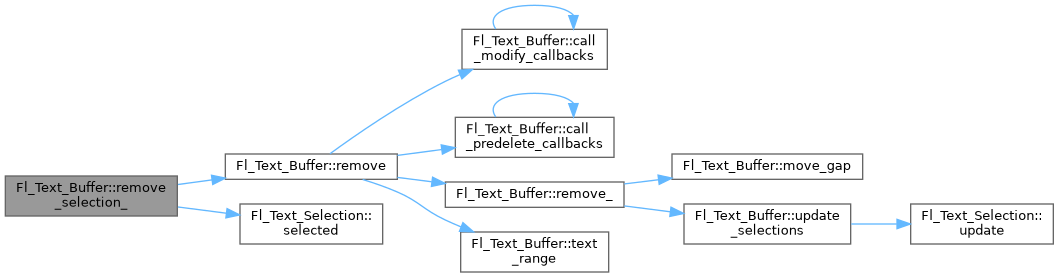 Fl_Text_Buffer::remove
_selection_
Fl_Text_Buffer::remove
Fl_Text_Selection::
selected
Fl_Text_Buffer::call
_modify_callbacks
Fl_Text_Buffer::call
_predelete_callbacks
Fl_Text_Buffer::remove_
Fl_Text_Buffer::text
_range
Fl_Text_Buffer::move_gap
Fl_Text_Buffer::update
_selections
Fl_Text_Selection::
update